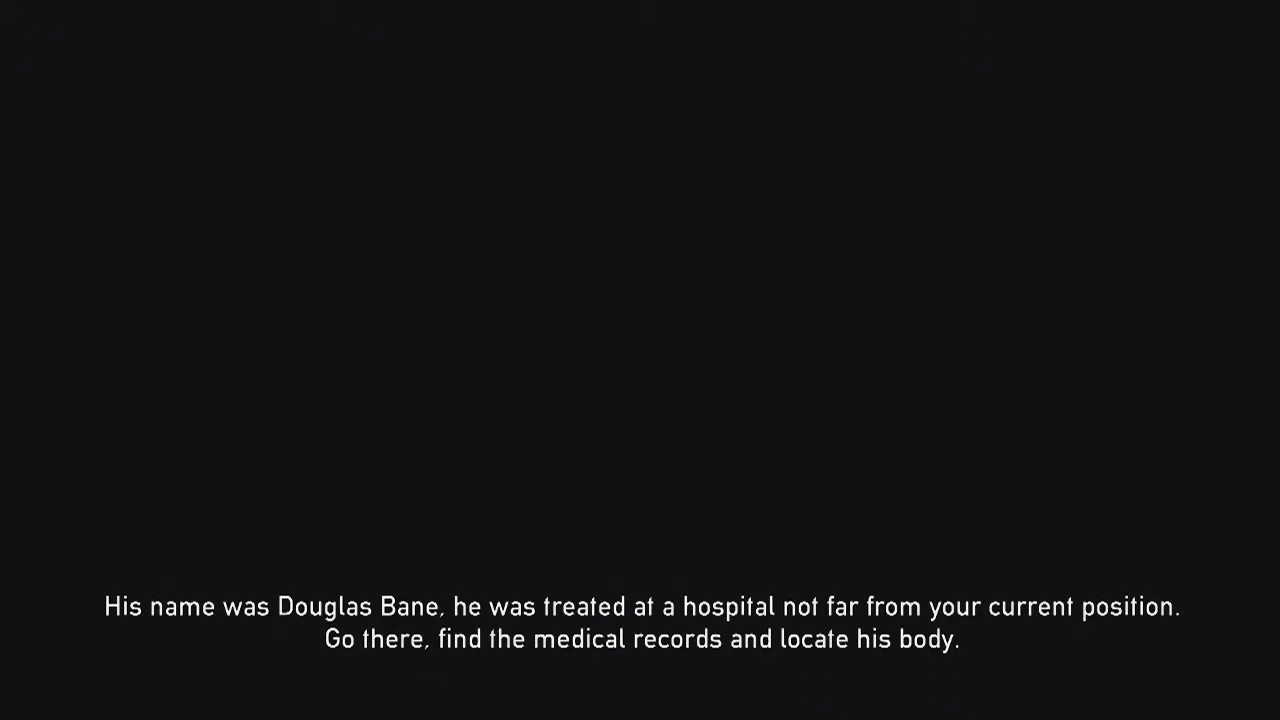 His name was Douglas Bane, he was treated at a hospital not far from your current position.
Go there, find the medical records and locate his body.